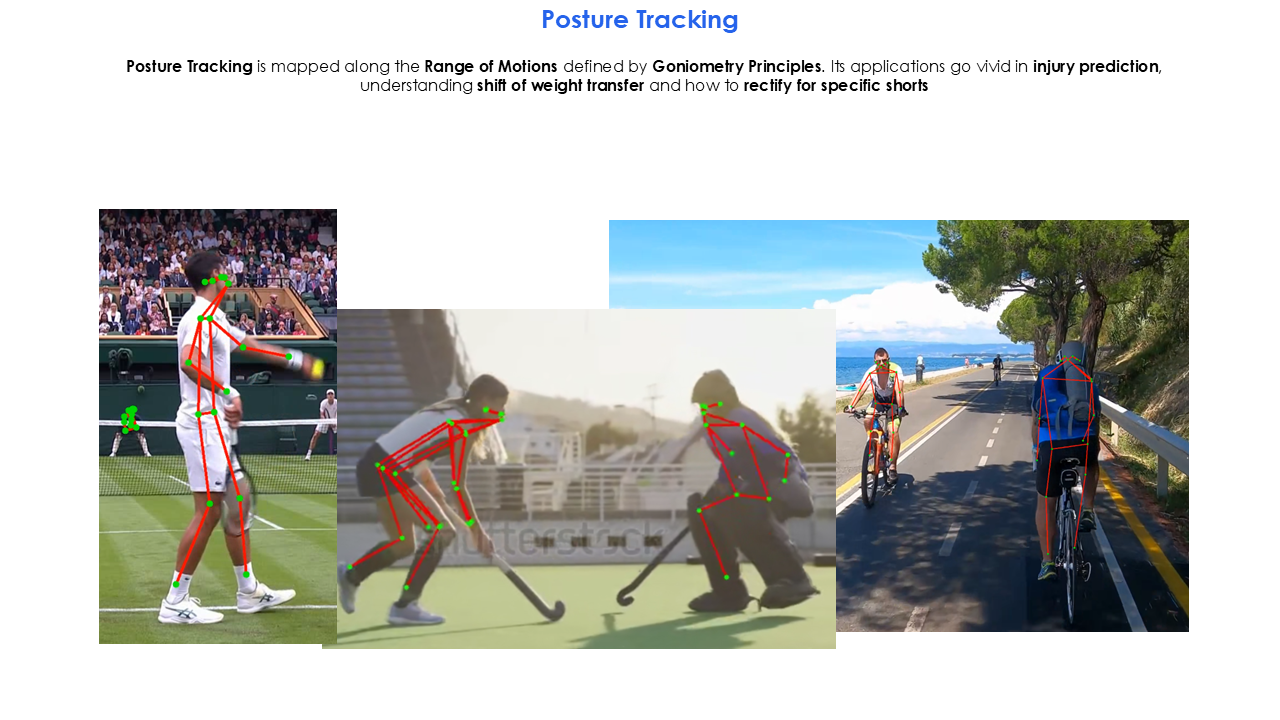 Posture Tracking
Posture Tracking is mapped along the Range of Motions defined by Goniometry Principles. Its applications go vivid in injury prediction,
understanding shift of weight transfer and how to rectify for specific shorts
shutterstock